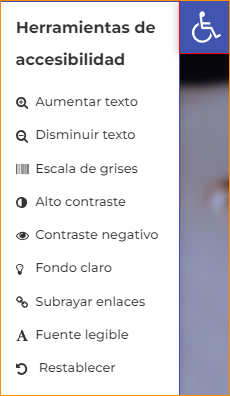 Herramientas de
accesibilidad
Aumentar texto
Disminuir texto
Escala de grises
Alto contraste
Contraste negativo
Fondo claro
Subrayar enlaces
Fuente legible
Restablecer